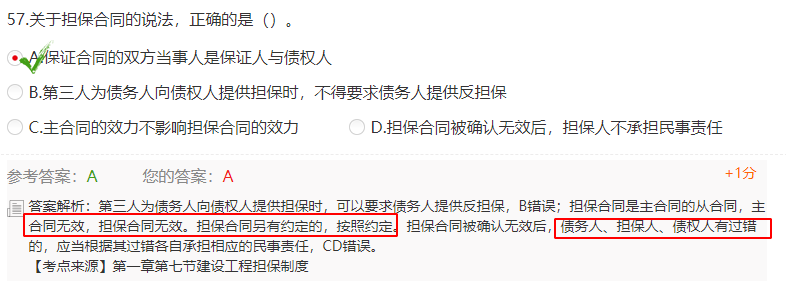 57.关于担保合同的说法，正确的是（）。
A.保证合同的双方当事人是保证人与债权人
B.第三人为债务人向债权人提供担保时，不得要求债务人提供反担保
C.主合同的效力不影响担保合同的效力 D.担保合同被确认无效后，担保人不承担民事责任
参考答案：A 您的答案：A +1分
答案解析：第三人为债务人向债权人提供担保时，可以要求债务人提供反担保，B错误；担保合同是主合同的从合同，主
合同无效，担保合同无效。担保合同另有约定的，按照约定。担保合同被确认无效后，债务人、担保人、债权人有过错
的，应当根据其过错各自承担相应的民事责任，CD错误。
【考点来源】第一章第七节建设工程担保制度